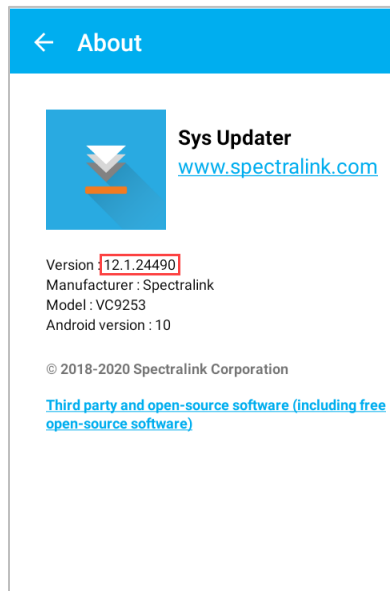 About
Sys Updater
www.spectralink.com
Version : 12.1.24490
Manufacturer : Spectralink
Model : VC9253
Android version : 10
© 2018-2020 Spectralink Corporation
Third party and open-source software (including free
open-source software)